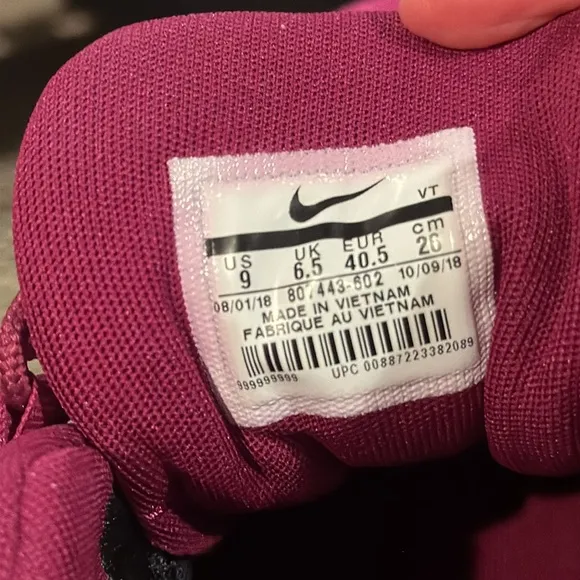 VT
US UK EUR cm
9 6.5 40.5 26
08/01/18 807443-602 10/09/18
MADE IN VIETNAM
FABRIQUE AU VIETNAM
999999999 UPC 00887223382089